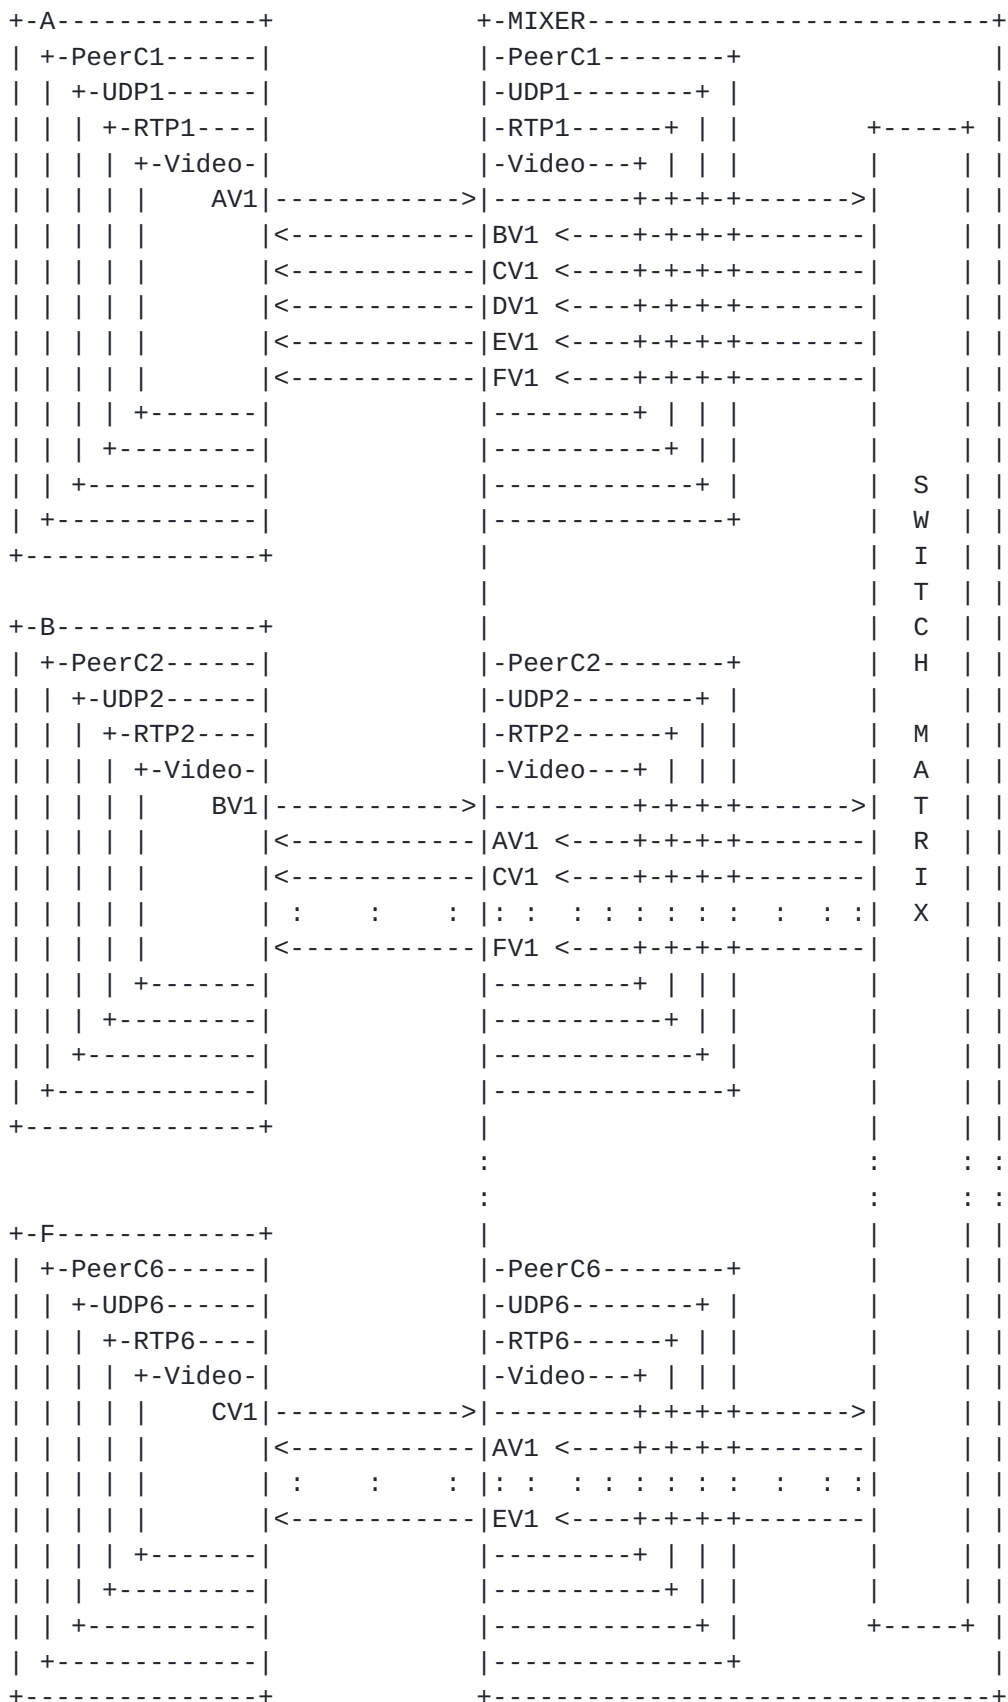 +-A-------------+             +-MIXER--------------------------+
| +-PeerC1------|             |-PeerC1--------+                |
| | +-UDP1------|             |-UDP1--------+ |                |
| | | +-RTP1----|             |-RTP1------+ | |        +-----+ |
| | | | +-Video-|             |-Video---+ | | |        |     | |
| | | | |    AV1|------------>|---------+-+-+-+------->|     | |
| | | | |       |<------------|BV1 <----+-+-+-+--------|     | |
| | | | |       |<------------|CV1 <----+-+-+-+--------|     | |
| | | | |       |<------------|DV1 <----+-+-+-+--------|     | |
| | | | |       |<------------|EV1 <----+-+-+-+--------|     | |
| | | | |       |<------------|FV1 <----+-+-+-+--------|     | |
| | | | +-------|             |---------+ | | |        |     | |
| | | +---------|             |-----------+ | |        |     | |
| | +-----------|             |-------------+ |        |  S  | |
| +-------------|             |---------------+        |  W  | |
+---------------+             |                        |  I  | |
                              |                        |  T  | |
+-B-------------+             |                        |  C  | |
| +-PeerC2------|             |-PeerC2--------+        |  H  | |
| | +-UDP2------|             |-UDP2--------+ |        |     | |
| | | +-RTP2----|             |-RTP2------+ | |        |  M  | |
| | | | +-Video-|             |-Video---+ | | |        |  A  | |
| | | | |    BV1|------------>|---------+-+-+-+------->|  T  | |
| | | | |       |<------------|AV1 <----+-+-+-+--------|  R  | |
| | | | |       |<------------|CV1 <----+-+-+-+--------|  I  | |
| | | | |       | :    :    : |: :  : : : : : :  :  : :|  X  | |
| | | | |       |<------------|FV1 <----+-+-+-+--------|     | |
| | | | +-------|             |---------+ | | |        |     | |
| | | +---------|             |-----------+ | |        |     | |
| | +-----------|             |-------------+ |        |     | |
| +-------------|             |---------------+        |     | |
+---------------+             |                        |     | |
                              :                        :     : :
                              :                        :     : :
+-F-------------+             |                        |     | |
| +-PeerC6------|             |-PeerC6--------+        |     | |
| | +-UDP6------|             |-UDP6--------+ |        |     | |
| | | +-RTP6----|             |-RTP6------+ | |        |     | |
| | | | +-Video-|             |-Video---+ | | |        |     | |
| | | | |    CV1|------------>|---------+-+-+-+------->|     | |
| | | | |       |<------------|AV1 <----+-+-+-+--------|     | |
| | | | |       | :    :    : |: :  : : : : : :  :  : :|     | |
| | | | |       |<------------|EV1 <----+-+-+-+--------|     | |
| | | | +-------|             |---------+ | | |        |     | |
| | | +---------|             |-----------+ | |        |     | |
| | +-----------|             |-------------+ |        +-----+ |
| +-------------|             |---------------+                |
+---------------+             +--------------------------------+